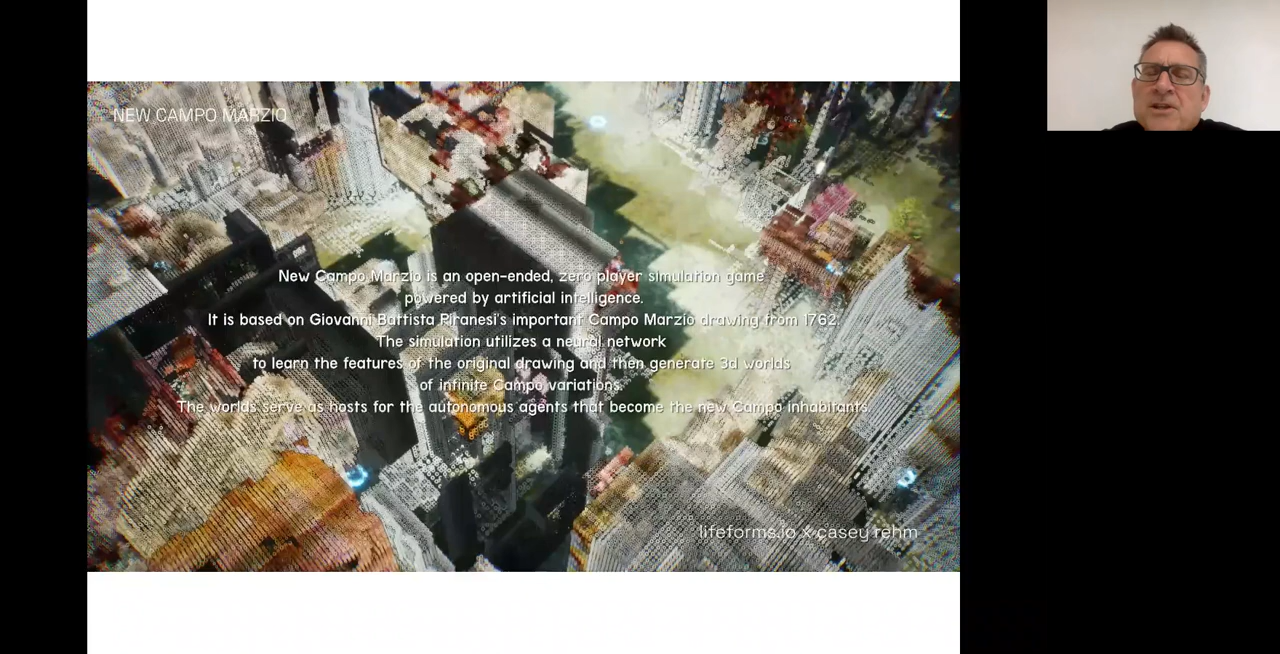 NEW CAMPO MARZIO
New Campo Marzio is an open-ended, zero player simulation game
powered by artificial intelligence.
It is based on Giovanni Battista Piranesi's important Campo Marzio drawing from 1762.
The simulation utilizes a neural network
to learn the features of the original drawing and then generate 3d worlds
of infinite Campo variations.
The worlds serve as hosts for the autonomous agents that become the new Campo inhabitants.
lifeforms.io x casey rehm